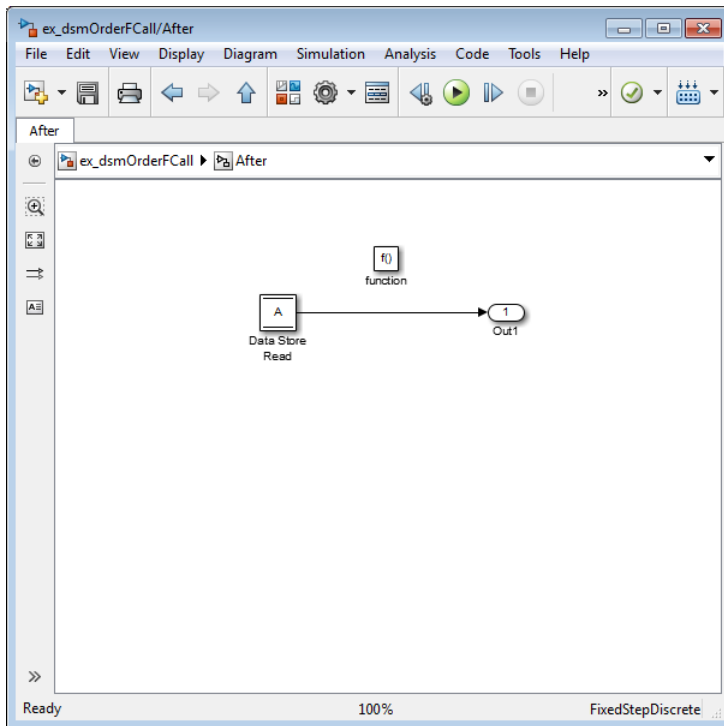 ex_dsmOrderFCall/After
File Edit View Display Diagram Simulation Analysis Code Tools Help
»
After
ex_dsmOrderFCall After
f()
function
A
1
Data Store
Read
Out1
A
»
Ready 100% FixedStepDiscrete